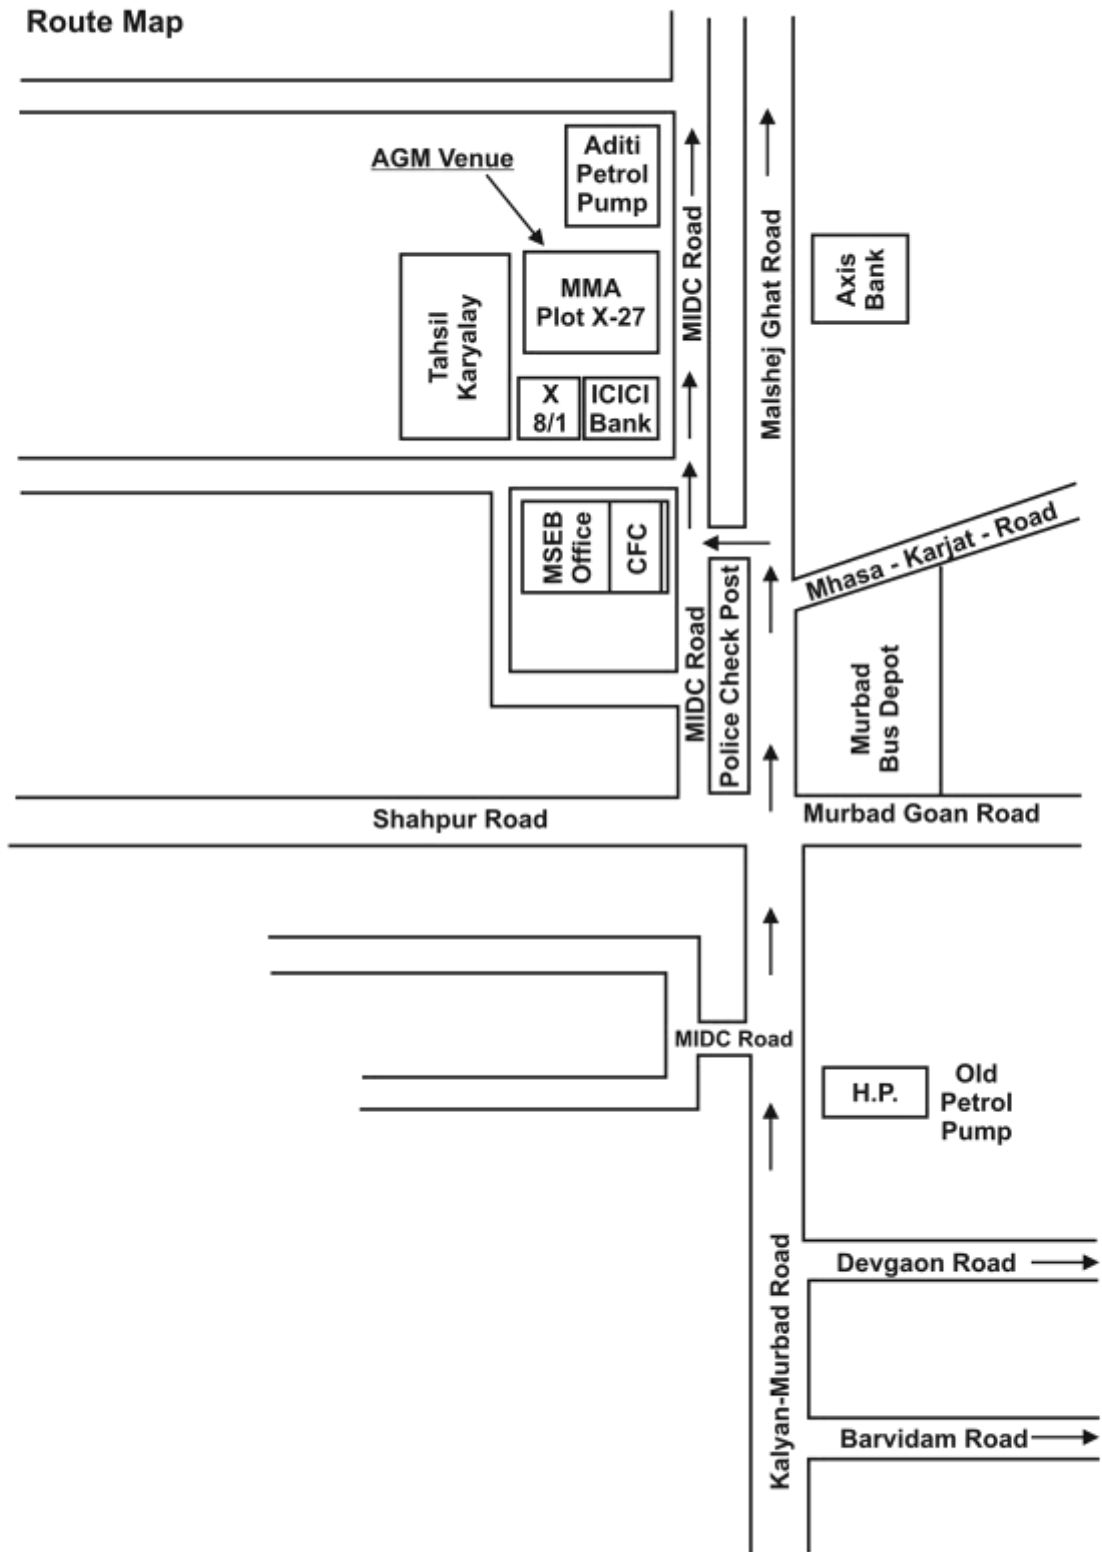 Route Map
Aditi
Petrol
Pump
AGM Venue
MIDC Road
Malshej Ghat Road
Axis
Bank
MMA
Plot X-27
Tahsil
Karyalay
X
8/1
ICICI
Bank
MSEB
Office
CFC
Mhasa - Karjat - Road
MIDC Road
Police Check Post
Murbad
Bus Depot
Shahpur Road
Murbad Goan Road
MIDC Road
H.P.
Old
Petrol
Pump
Kalyan-Murbad Road
Devgaon Road
Barvidam Road